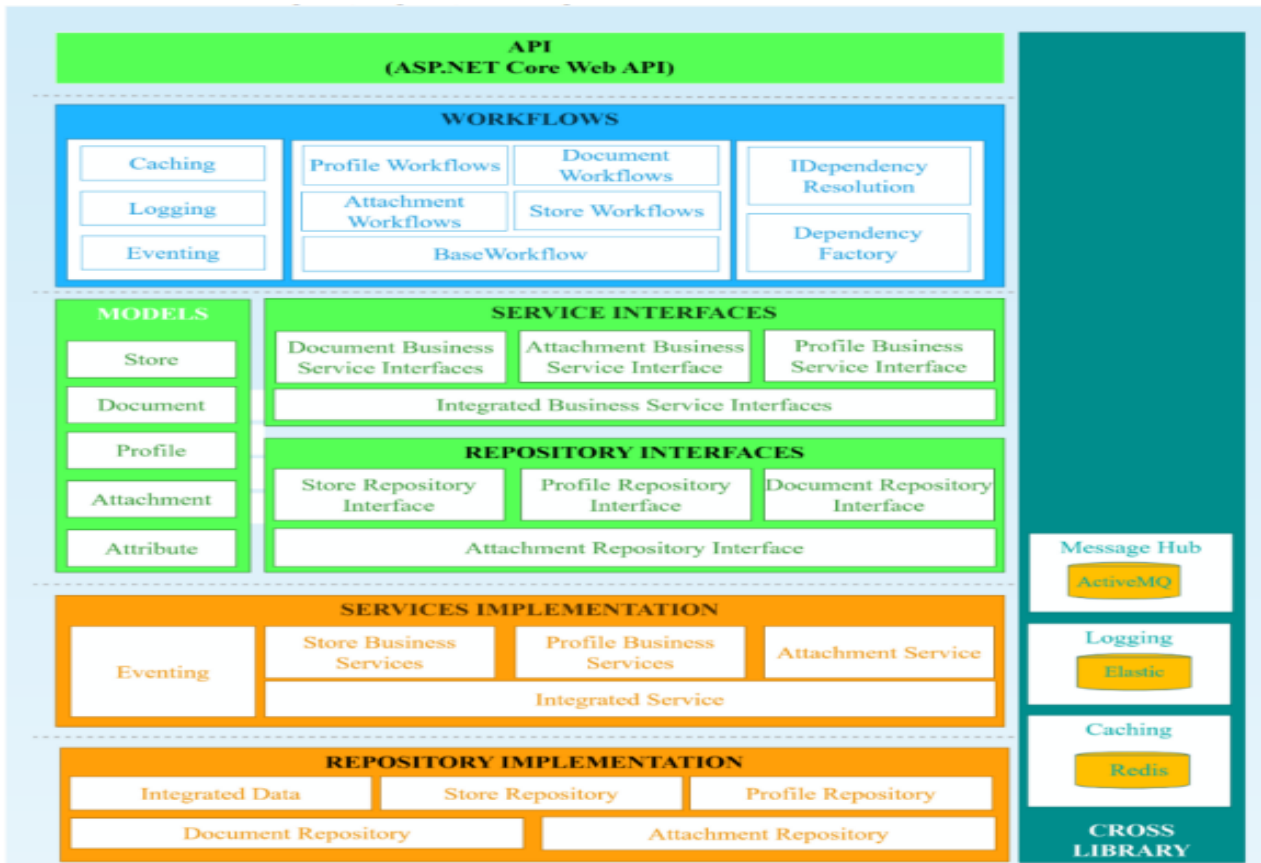 API
(ASP.NET Core Web API)
WORKFLOWS
Caching
Logging
Eventing
Profile Workflows
Document
Workflows
Attachment
Workflows
Store Workflows
BaseWorkflow
IDependency
Resolution
Dependency
Factory
MODELS
Store
Document
Profile
Attachment
Attribute
SERVICE INTERFACES
Document Business
Service Interfaces
Attachment Business
Service Interface
Profile Business
Service Interface
Integrated Business Service Interfaces
REPOSITORY INTERFACES
Store Repository
Interface
Profile Repository
Interface
Document Repository
Interface
Attachment Repository Interface
SERVICES IMPLEMENTATION
Eventing
Store Business
Services
Profile Business
Services
Attachment Service
Integrated Service
REPOSITORY IMPLEMENTATION
Integrated Data
Store Repository
Profile Repository
Document Repository
Attachment Repository
Message Hub
ActiveMQ
Logging
Elastic
Caching
Redis
CROSS
LIBRARY